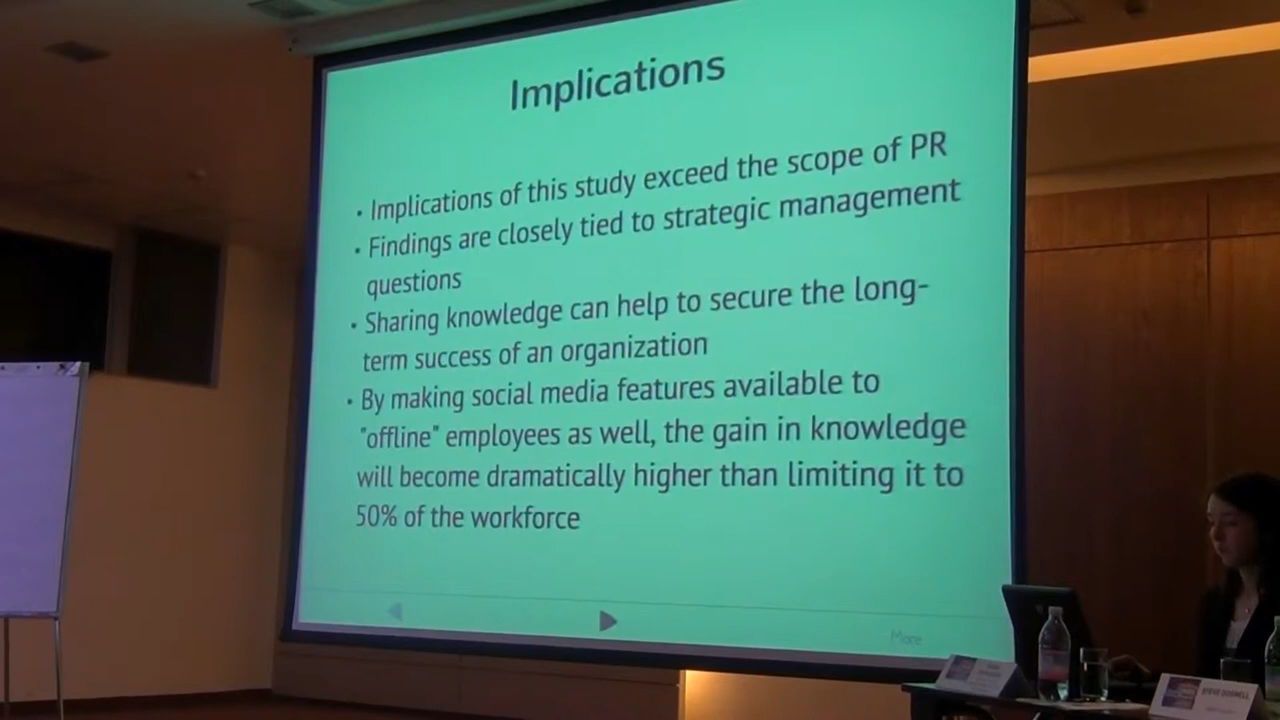 Implications
• Implications of this study exceed the scope of PR
• Findings are closely tied to strategic management
questions
• Sharing knowledge can help to secure the long-
term success of an organization
• By making social media features available to
"offline" employees as well, the gain in knowledge
will become dramatically higher than limiting it to
50% of the workforce
More
STEVE